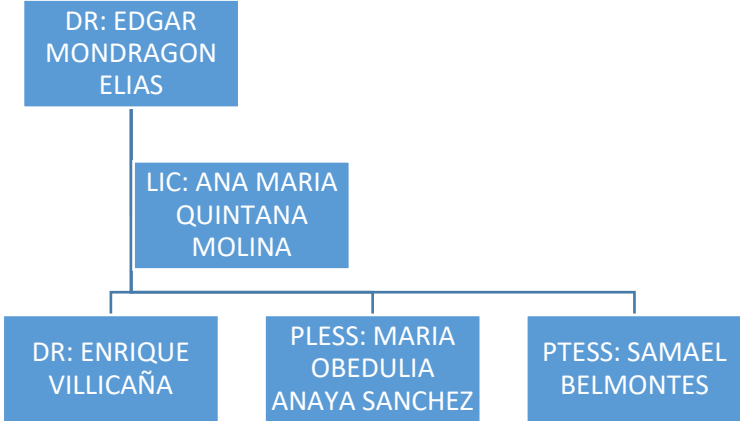 DR: EDGAR
MONDRAGON
ELIAS
LIC: ANA MARIA
QUINTANA
MOLINA
DR: ENRIQUE
VILLICAÑA
PLESS: MARIA
OBEDULIA
ANAYA SANCHEZ
PTESS: SAMAEL
BELMONTES